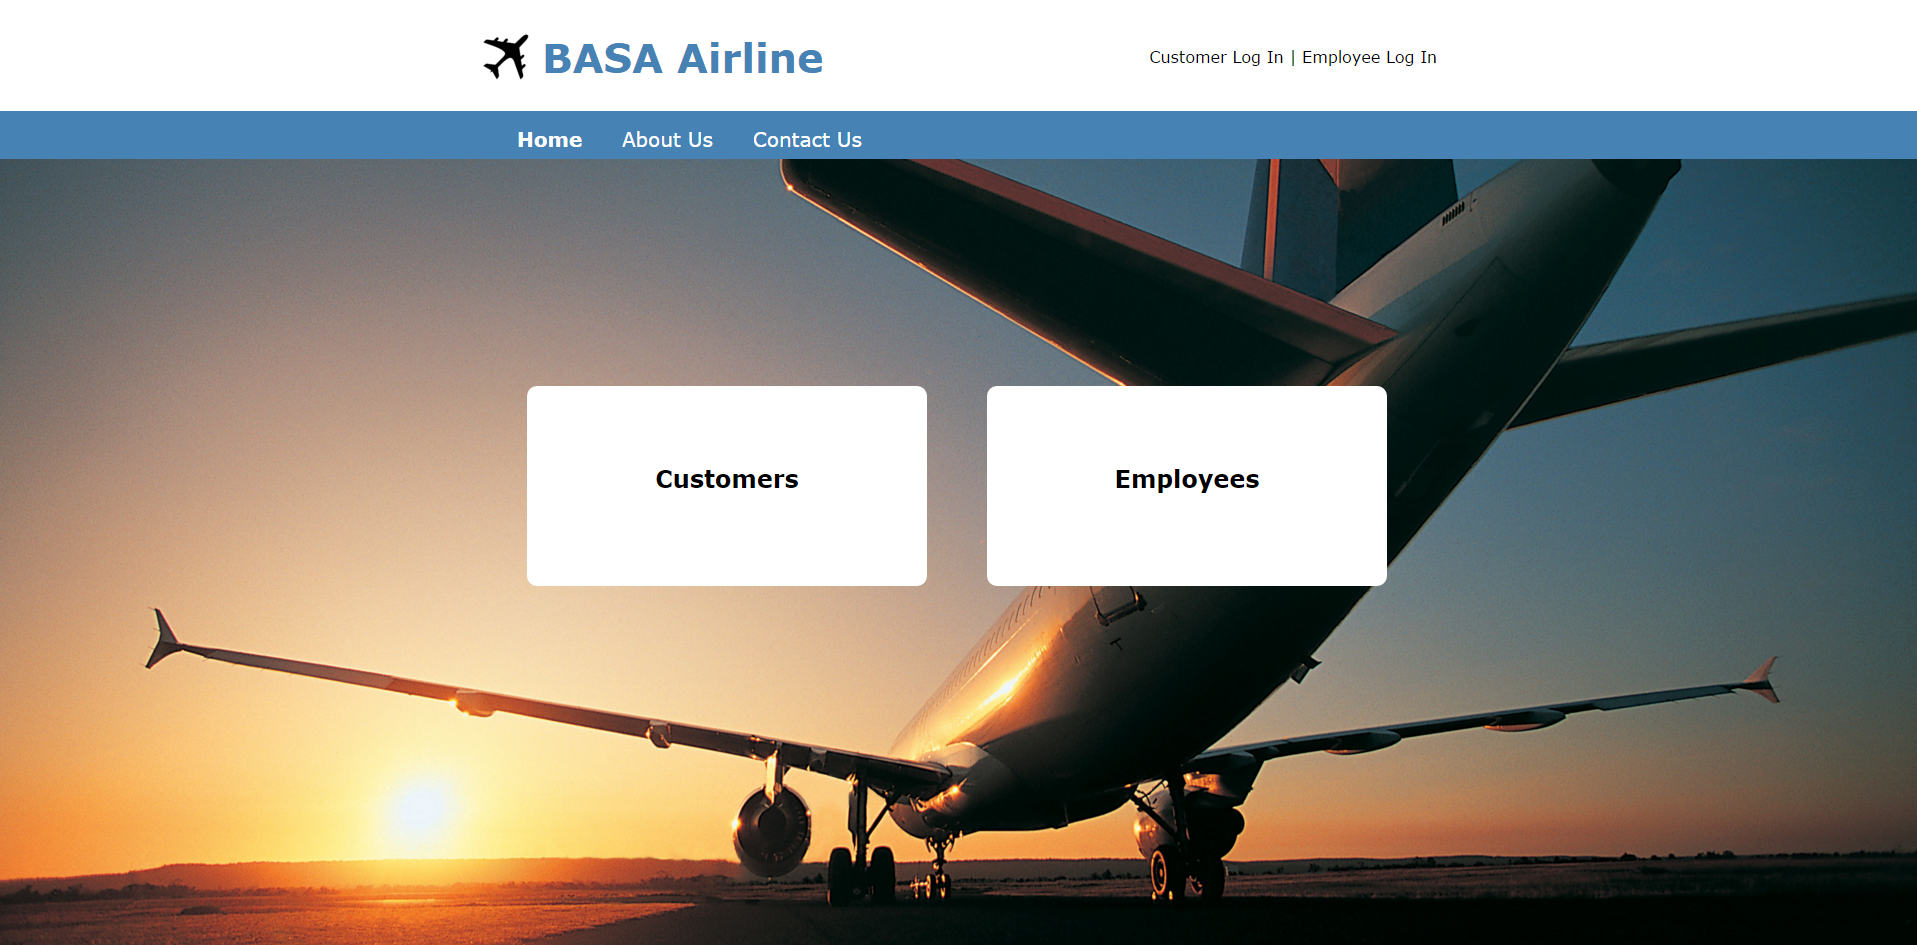 BASA Airline
Customer Log In | Employee Log In
Home About Us Contact Us
Customers
Employees